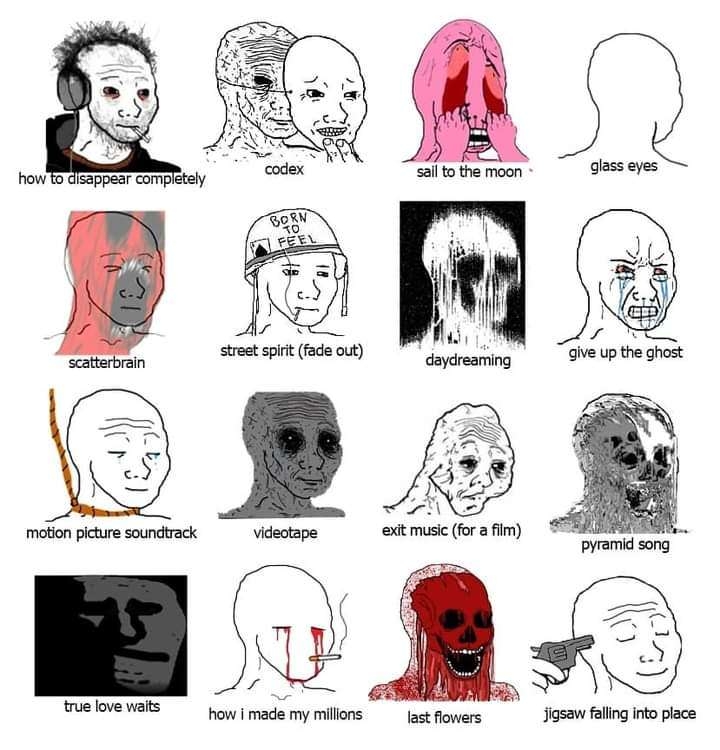 how to disappear completely
codex
sail to the moon
glass eyes
BORN
TO
FEEL
scatterbrain
street spirit (fade out)
daydreaming
give up the ghost
motion picture soundtrack
videotape
exit music (for a film)
pyramid song
true love waits
how i made my millions
last flowers
jigsaw falling into place